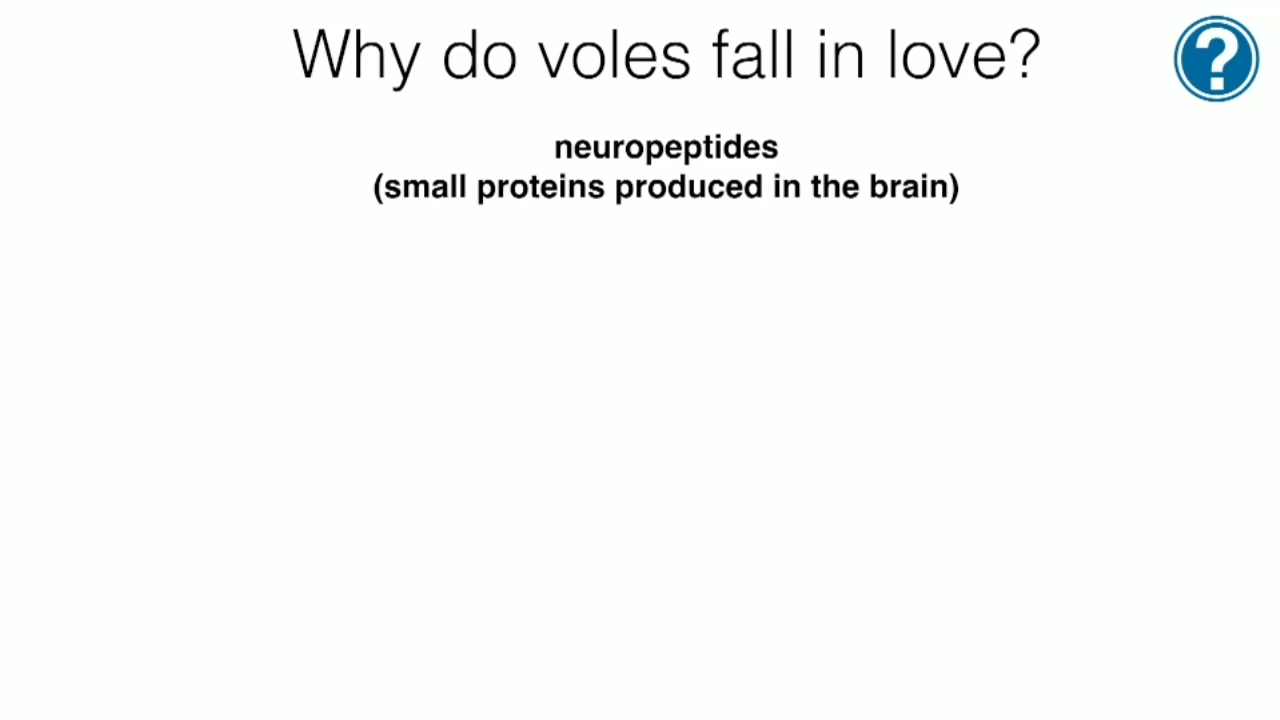 Why do voles fall in love?
?
neuropeptides
(small proteins produced in the brain)